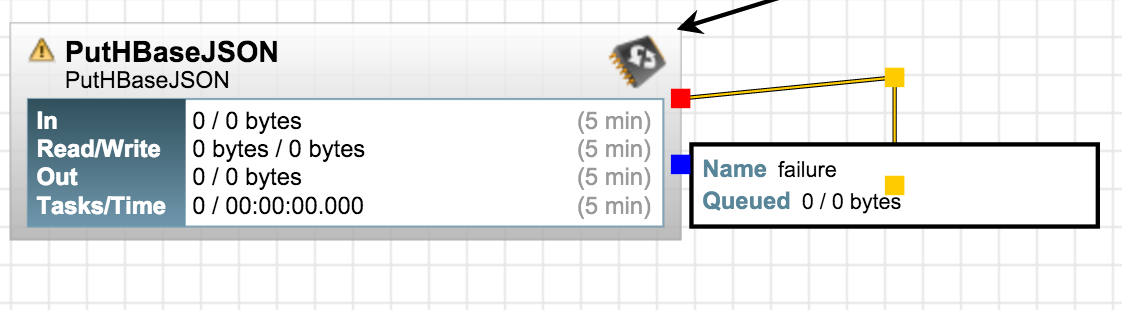 PutHBaseJSON
PutHBaseJSON
In 0 / 0 bytes (5 min)
Read/Write 0 bytes / 0 bytes (5 min)
Out 0 / 0 bytes (5 min)
Tasks/Time 0 / 00:00:00.000 (5 min)
Name failure
Queued 0 / 0 bytes